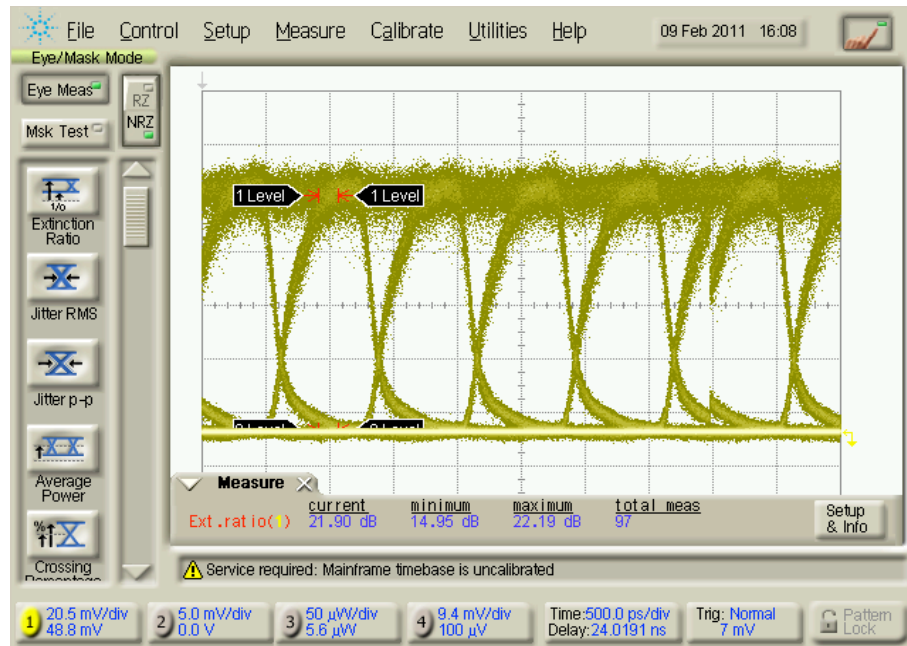 File Control Setup Measure Calibrate Utilities Help 09 Feb 2011 16:08
Eye/Mask Mode
Eye Meas
RZ
NRZ
Msk Test
1 Level 1 Level
1/0
Extinction
Ratio
Jitter RMS
Jitter p-p
Average
Power
%
Crossing
Measure
current minimum maximum total meas
Ext.ratio(1) 21.90 dB 14.95 dB 22.19 dB 97
Setup
& Info
Service required: Mainframe timebase is uncalibrated
1 20.5 mV/div
48.8 mV
2 5.0 mV/div
0.0 V
3 50 µW/div
5.6 µW
4 9.4 mV/div
100 µV
Time:500.0 ps/div
Delay:24.0191 ns
Trig: Normal
7 mV
Pattern
Lock